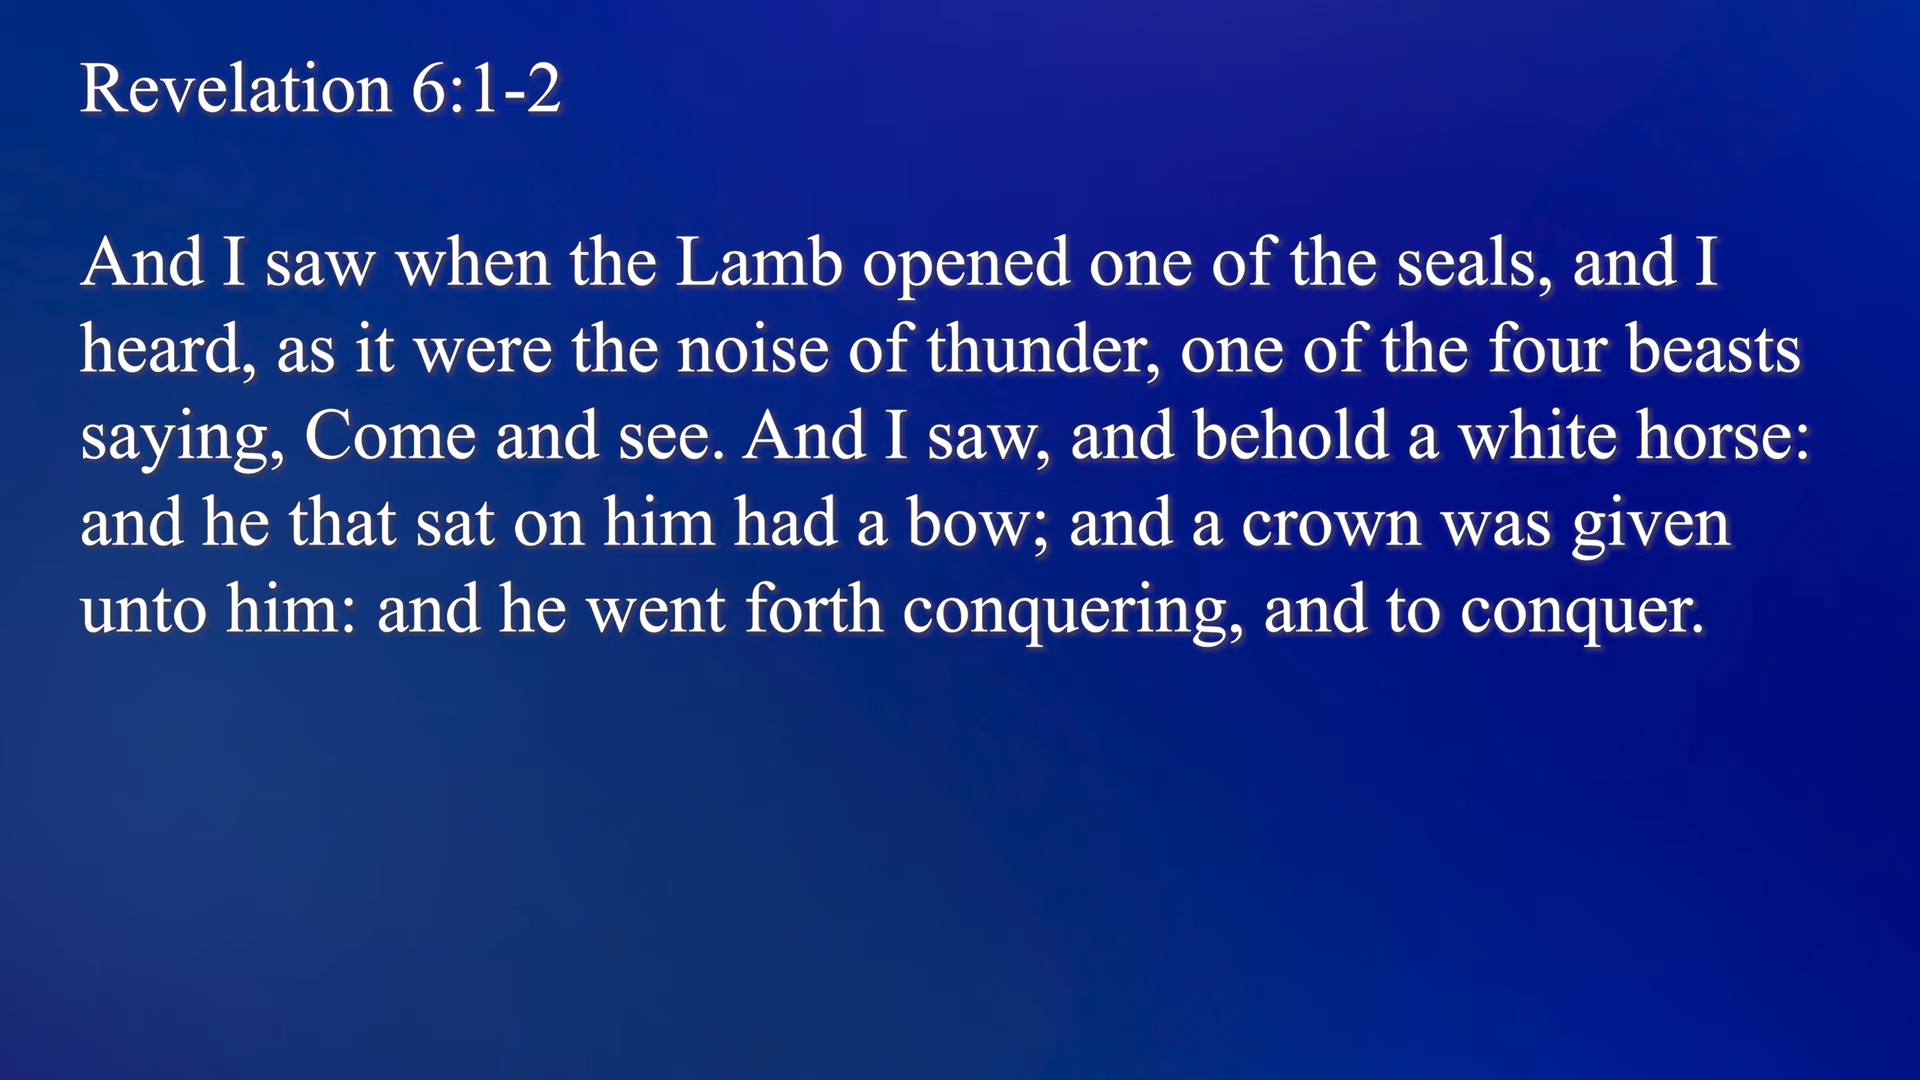 Revelation 6:1-2
And I saw when the Lamb opened one of the seals, and I
heard, as it were the noise of thunder, one of the four beasts
saying, Come and see. And I saw, and behold a white horse:
and he that sat on him had a bow; and a crown was given
unto him: and he went forth conquering, and to conquer.